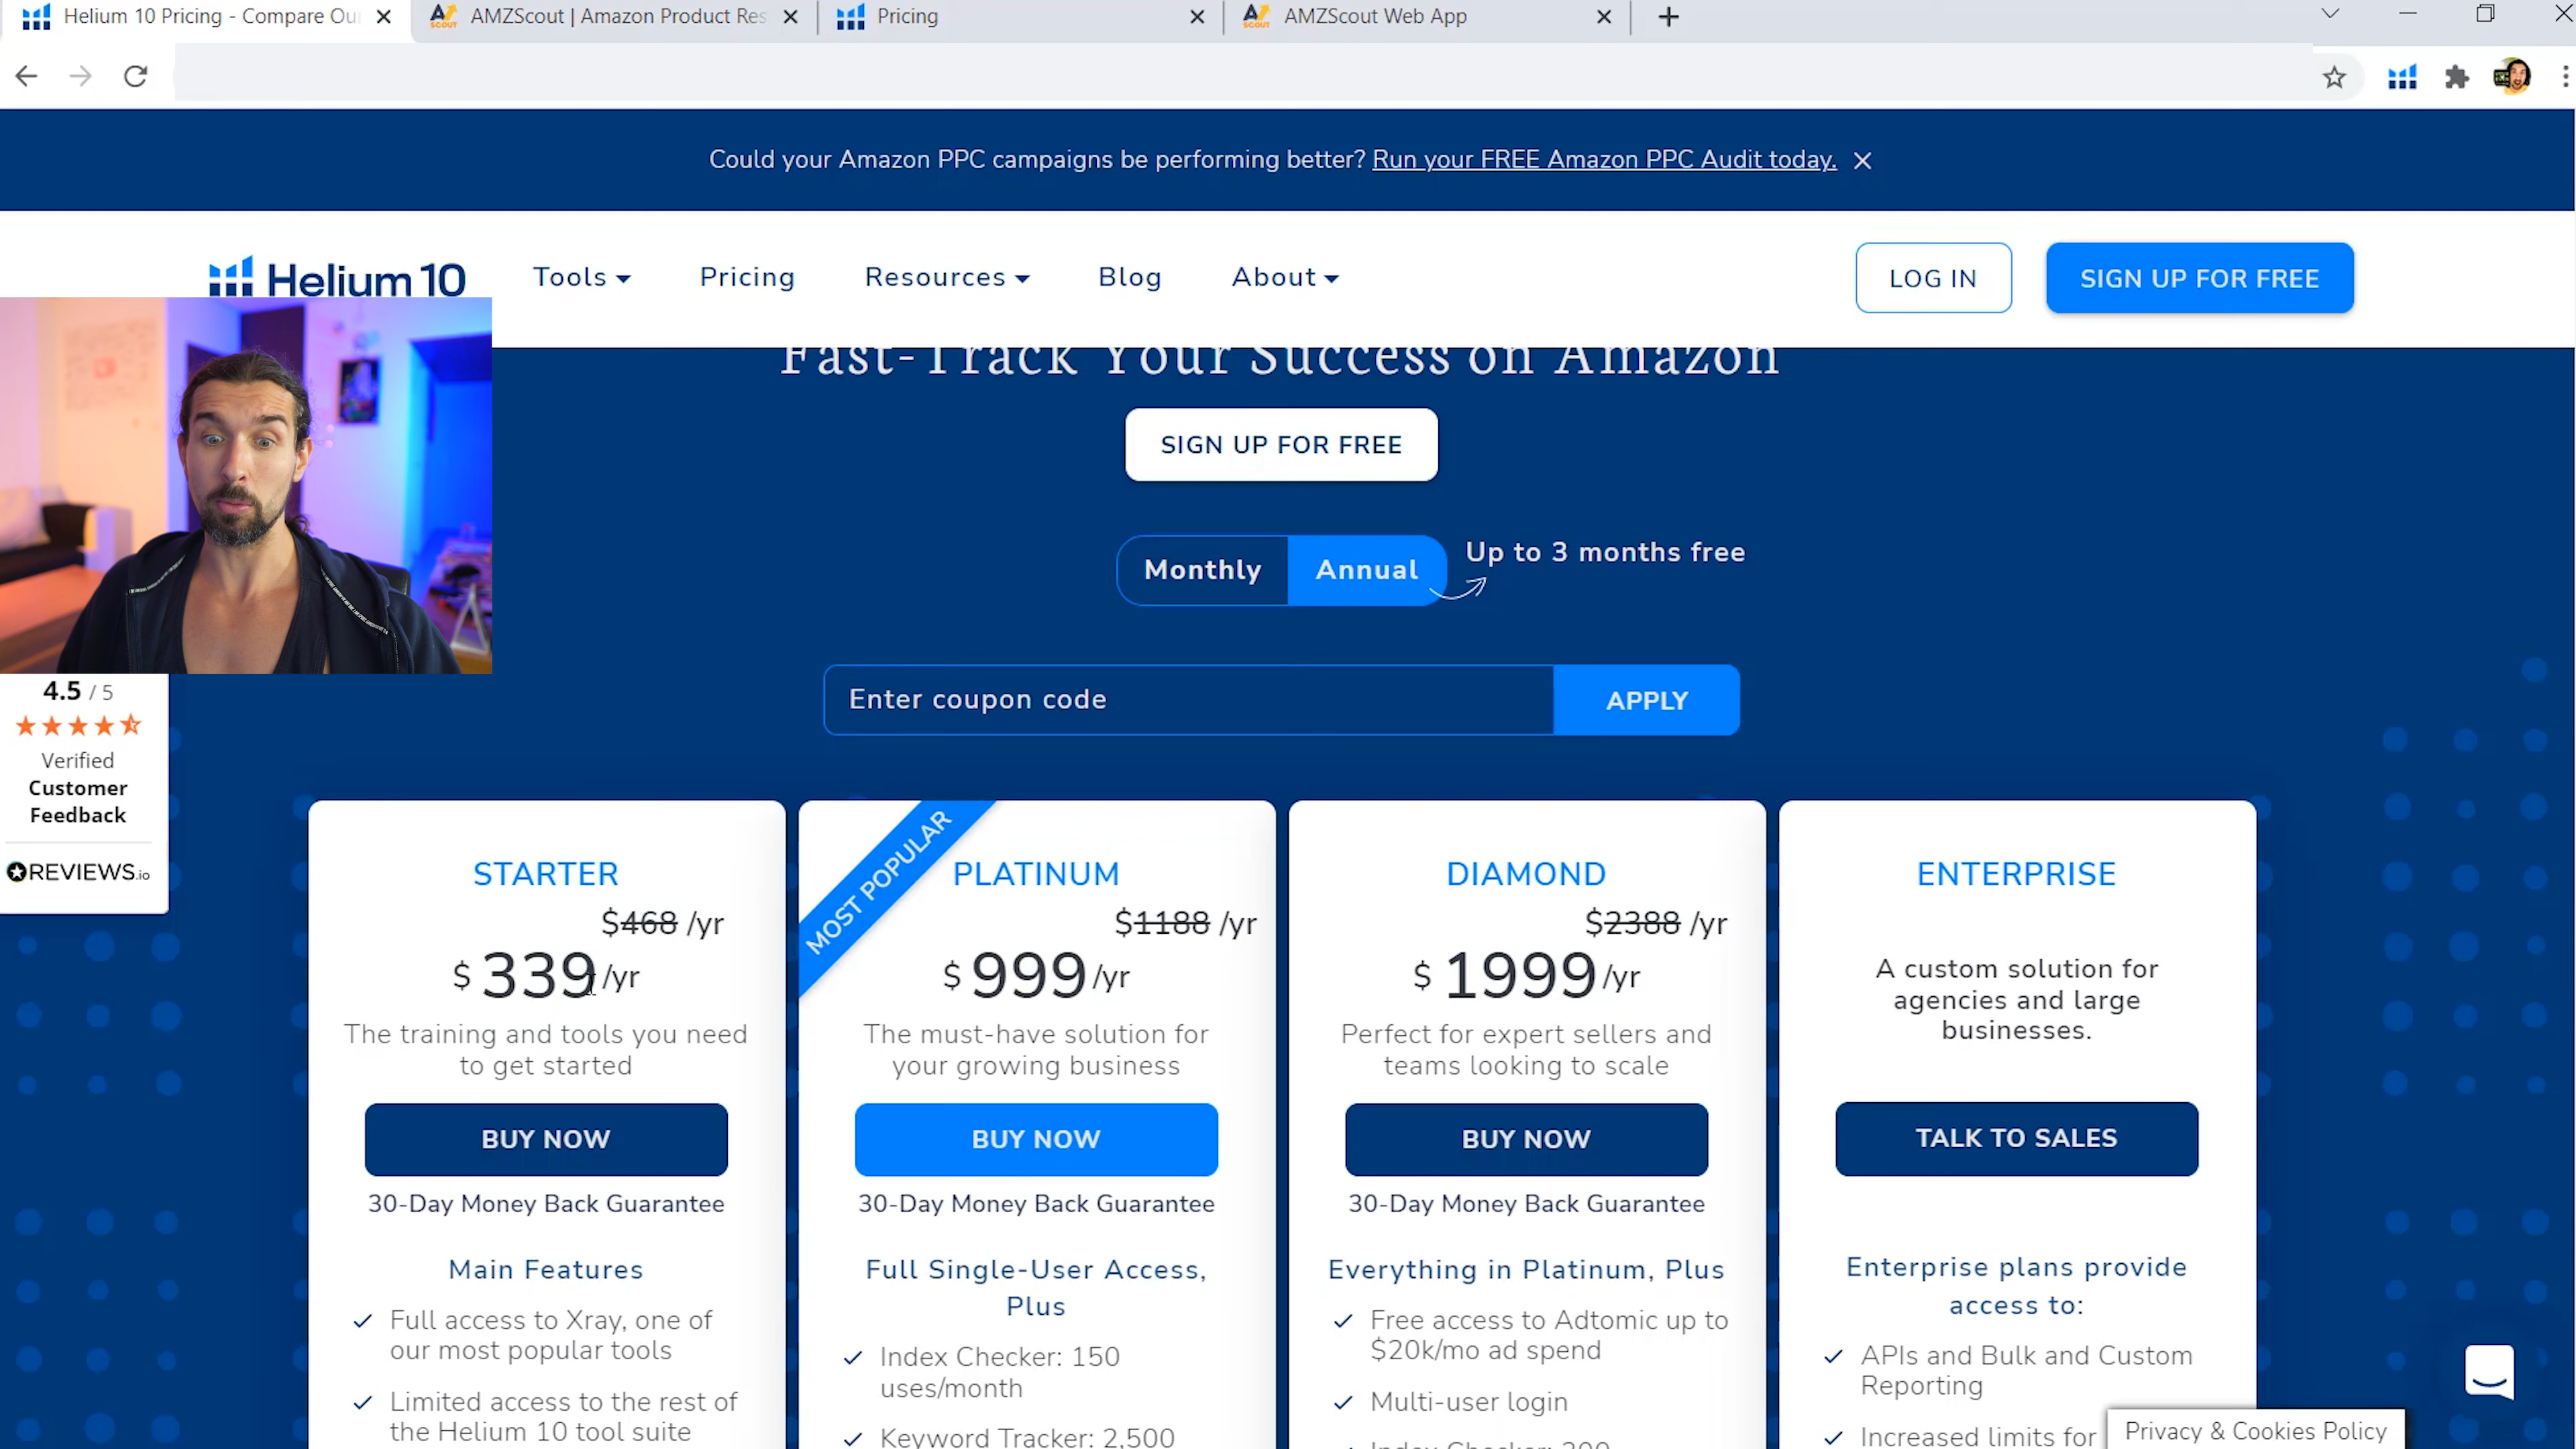 Helium 10 Pricing - Compare Ou
AMZScout | Amazon Product Res
Pricing
AMZScout Web App
Could your Amazon PPC campaigns be performing better? Run your FREE Amazon PPC Audit today.
Helium 10
Tools
Pricing
Resources
Blog
About
LOG IN
SIGN UP FOR FREE
Fast-Track Your Success on Amazon
SIGN UP FOR FREE
Monthly
Annual
Up to 3 months free
Enter coupon code
APPLY
4.5 / 5
Verified
Customer
Feedback
REVIEWS.io
STARTER
$468 /yr
$ 339 /yr
The training and tools you need
to get started
BUY NOW
30-Day Money Back Guarantee
Main Features
Full access to Xray, one of
our most popular tools
Limited access to the rest of
the Helium 10 tool suite
MOST POPULAR
PLATINUM
$1188 /yr
$ 999 /yr
The must-have solution for
your growing business
BUY NOW
30-Day Money Back Guarantee
Full Single-User Access,
Plus
Index Checker: 150
uses/month
Keyword Tracker: 2,500
DIAMOND
$2388 /yr
$ 1999 /yr
Perfect for expert sellers and
teams looking to scale
BUY NOW
30-Day Money Back Guarantee
Everything in Platinum, Plus
Free access to Adtomic up to
$20k/mo ad spend
Multi-user login
Index Checker: 300
ENTERPRISE
A custom solution for
agencies and large
businesses.
TALK TO SALES
Enterprise plans provide
access to:
APIs and Bulk and Custom
Reporting
Increased limits for
Privacy & Cookies Policy